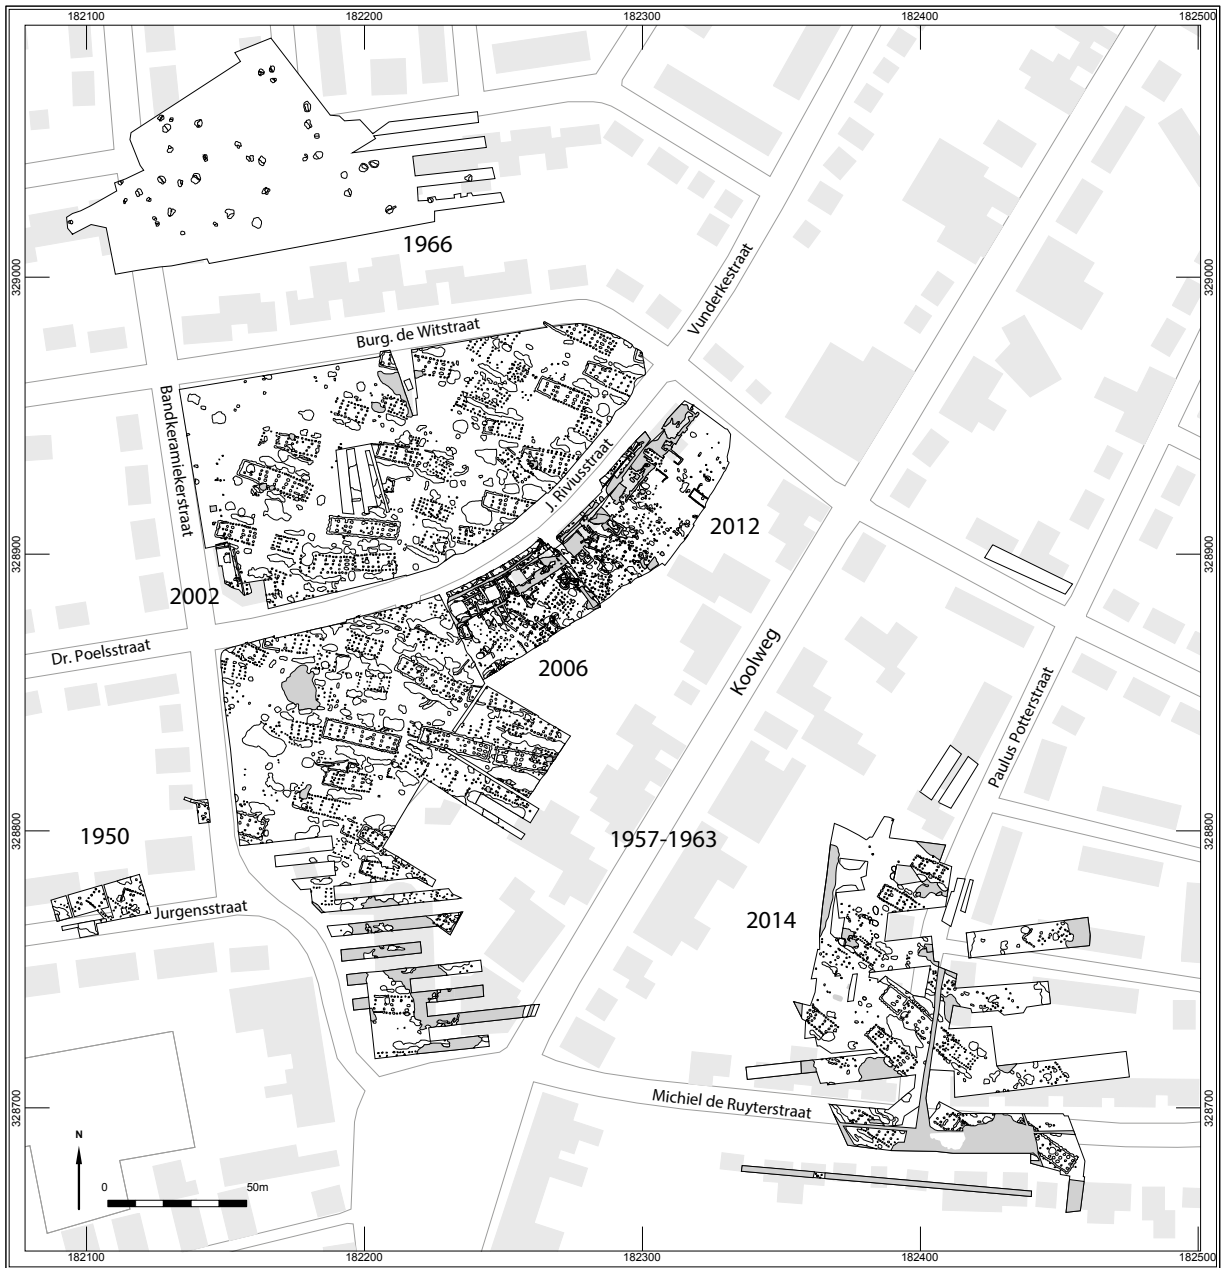 182100
182200
182300
182400
182500
1966
329000
329000
Vunderkestraat
Burg. de Witstraat
Bandkeramiekerstraat
J. Riviusstraat
2012
328900
328900
2002
Dr. Poelsstraat
2006
Koolweg
Paulus Potterstraat
328800
328800
1950
1957-1963
Jurgensstraat
2014
328700
328700
Michiel de Ruyterstraat
N
0
50m
182100
182200
182300
182400
182500